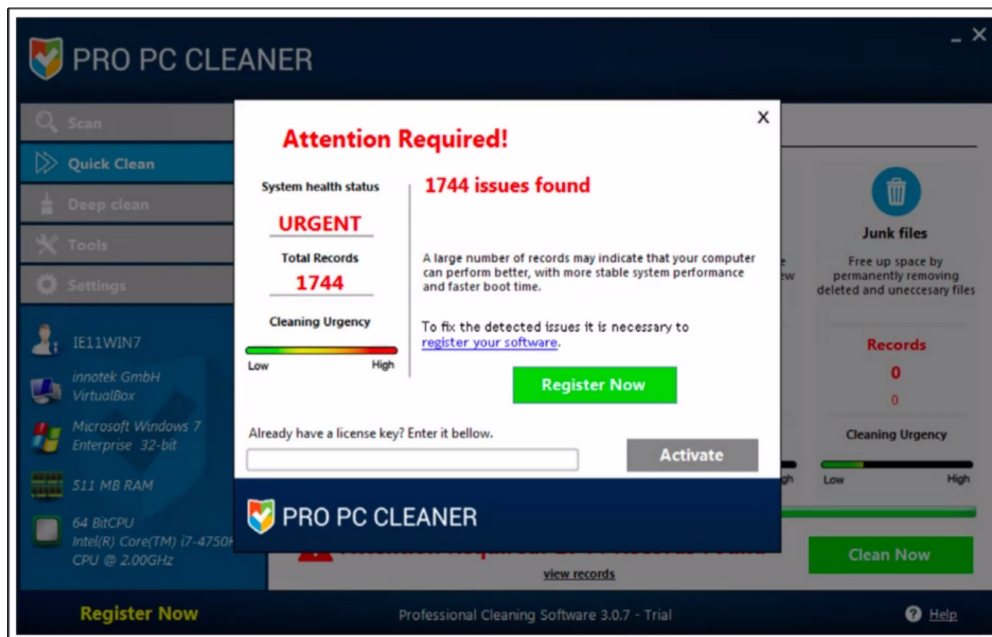 PRO PC CLEANER
Scan
Quick Clean
Deep clean
Tools
Settings
IE11WIN7
innotek GmbH
VirtualBox
Microsoft Windows 7
Enterprise 32-bit
511 MB RAM
64 BitCPU
Intel(R) Core(TM) i7-4750H
CPU @ 2.00GHz
X
Attention Required!
System health status
URGENT
Total Records
1744
Cleaning Urgency
Low High
1744 issues found
A large number of records may indicate that your computer
can perform better, with more stable system performance
and faster boot time.
To fix the detected issues it is necessary to
register your software.
Register Now
Already have a license key? Enter it bellow.
Activate
PRO PC CLEANER
Junk files
Free up space by
permanently removing
deleted and uneccesary files
Records
0
0
Cleaning Urgency
Low High
view records
Clean Now
Register Now
Professional Cleaning Software 3.0.7 - Trial
Help